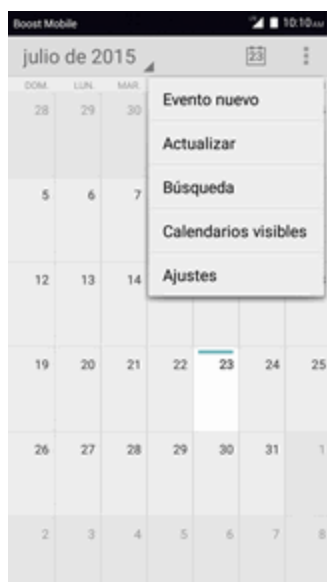 Boost Mobile 10:10 AM
julio de 2015 23
DOM. LUN. MAR.
28 29 30
Evento nuevo
Actualizar
5 6 7 Búsqueda
Calendarios visibles
12 13 14 Ajustes
19 20 21 22 23 24 25
26 27 28 29 30 31 1
2 3 4 5 6 7 8